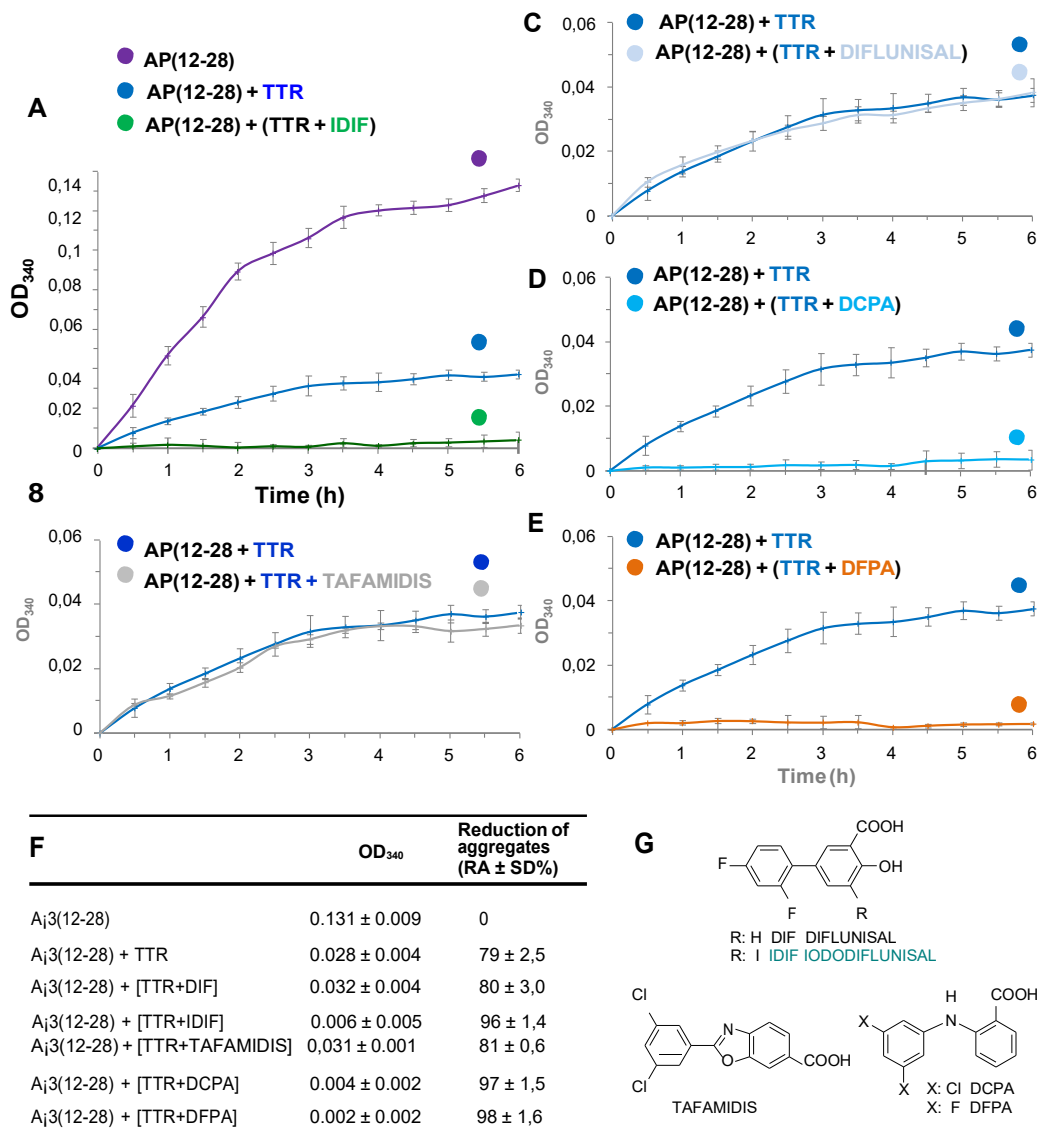 A
AP(12-28)
AP(12-28) + TTR
AP(12-28) + (TTR + IDIF)
0,14
0,12
0,1
0,08
0,06
0,04
0,02
0
OD340
0 1 2 3 4 5 6
Time (h)
8
AP(12-28 + TTR
AP(12-28) + TTR + TAFAMIDIS
0,06
0,04
0,02
0
OD340
0 1 2 3 4 5 6
C
AP(12-28) + TTR
AP(12-28) + (TTR + DIFLUNISAL)
0,06
0,04
0,02
0
OD340
0 1 2 3 4 5 6
D
AP(12-28) + TTR
AP(12-28) + (TTR + DCPA)
0,06
0,04
0,02
0
OD340
0 1 2 3 4 5 6
E
AP(12-28) + TTR
AP(12-28) + (TTR + DFPA)
0,06
0,04
0,02
0
OD340
0 1 2 3 4 5 6
Time (h)
F
OD340
Reduction of
aggregates
(RA ± SD%)
A¡3(12-28) 0.131 ± 0.009 0
A¡3(12-28) + TTR 0.028 ± 0.004 79 ± 2,5
A¡3(12-28) + [TTR+DIF] 0.032 ± 0.004 80 ± 3,0
A¡3(12-28) + [TTR+IDIF] 0.006 ± 0.005 96 ± 1,4
A¡3(12-28) + [TTR+TAFAMIDIS] 0,031 ± 0.001 81 ± 0,6
A¡3(12-28) + [TTR+DCPA] 0.004 ± 0.002 97 ± 1,5
A¡3(12-28) + [TTR+DFPA] 0.002 ± 0.002 98 ± 1,6
G
COOH
F
OH
F
R
R: H DIF DIFLUNISAL
R: I IDIF IODODIFLUNISAL
Cl
N
O
COOH
Cl
TAFAMIDIS
H
N
COOH
X
X
X: Cl DCPA
X: F DFPA